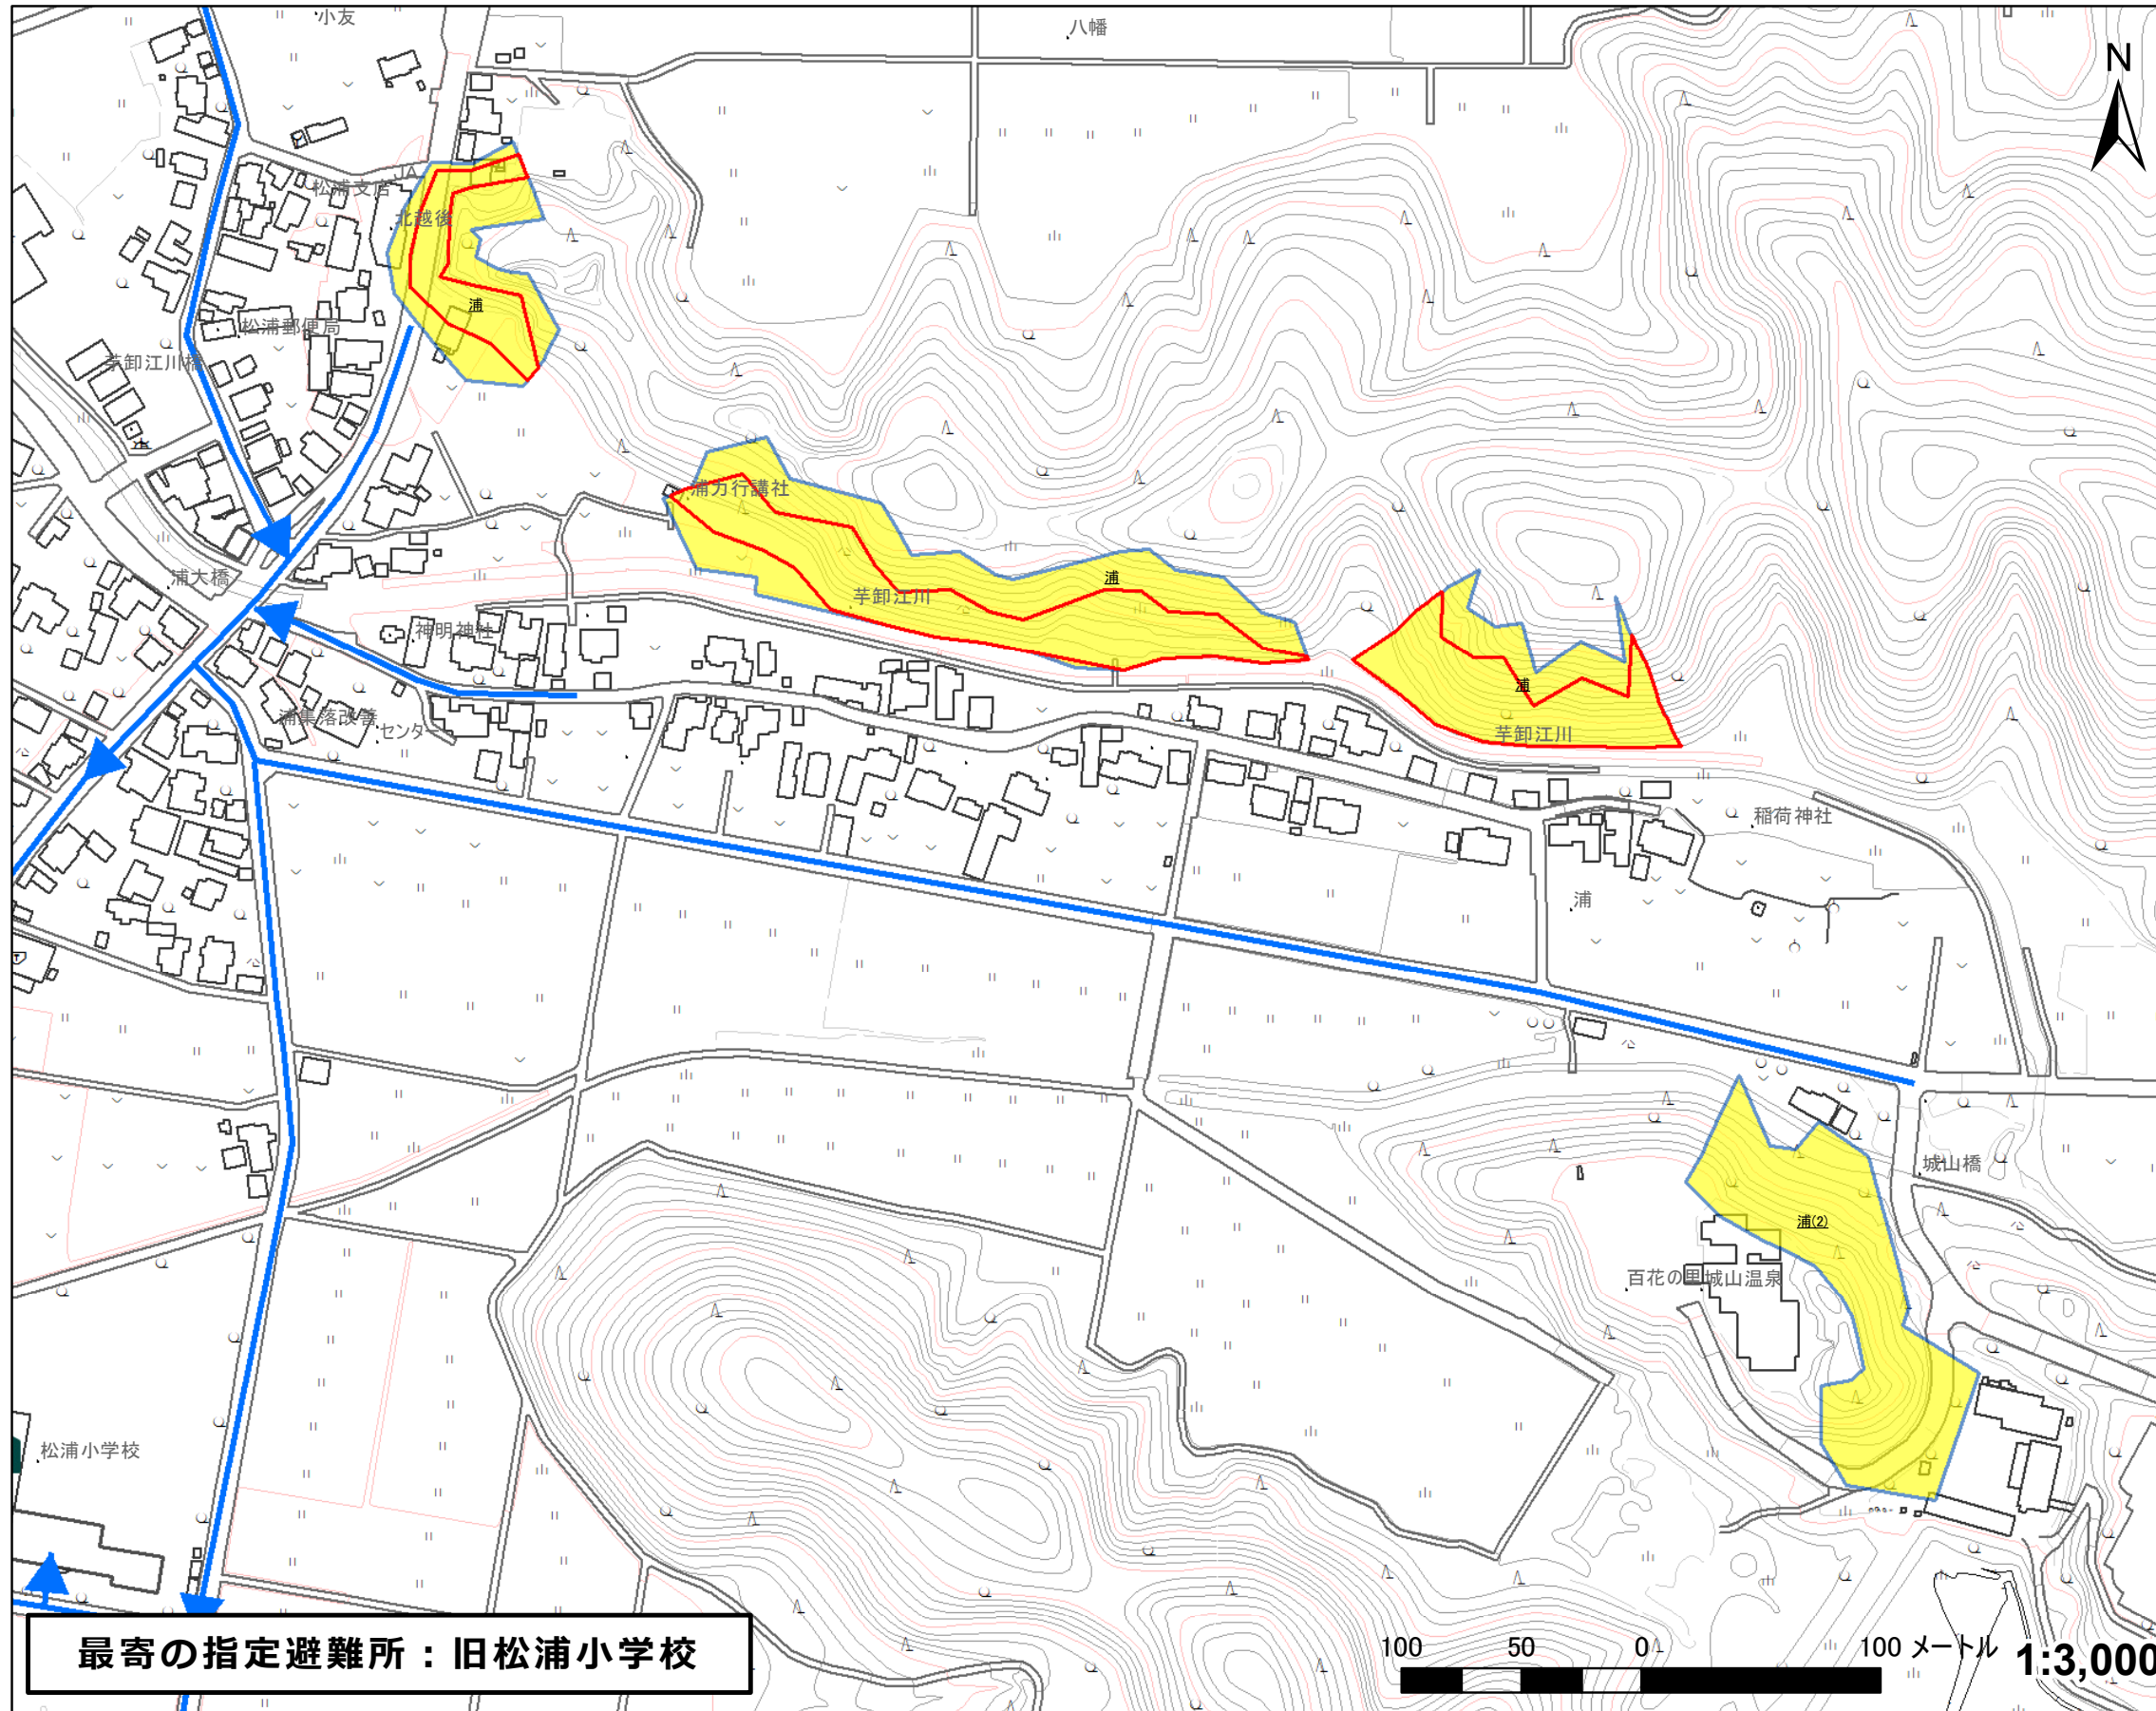 小友
八幡
N
JA
松浦支店
北越後
浦
松浦郵便局
芋卸江川橋
浦力行講社
浦大橋
芋卸江川
浦
神明神社
浦
芋卸江川
浦集落改善
センター
稲荷神社
浦
城山橋
浦(2)
百花の里城山温泉
松浦小学校
最寄の指定避難所：旧松浦小学校
100 50 0 100 メートル
1:3,000